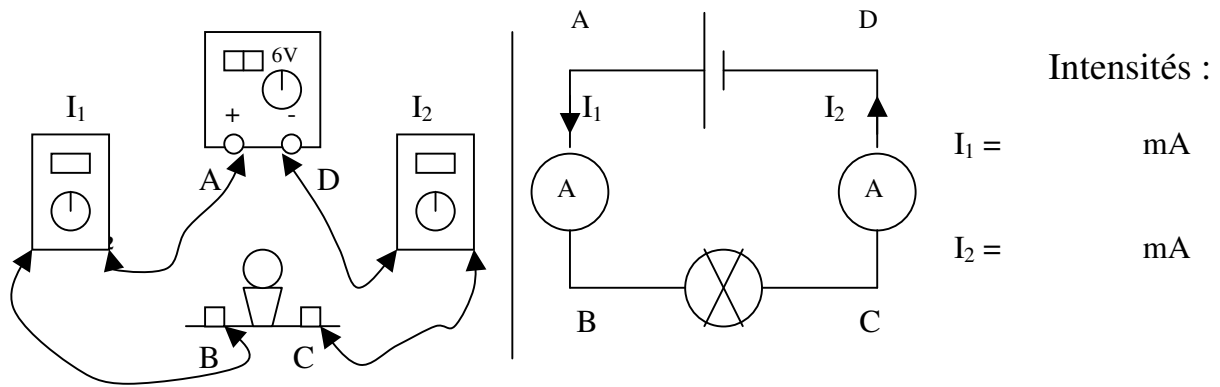 6V
I₁
I₂
+ -
A
D
B
C
A
D
I₁
I₂
A
A
B
C
Intensités :
I₁ = mA
I₂ = mA